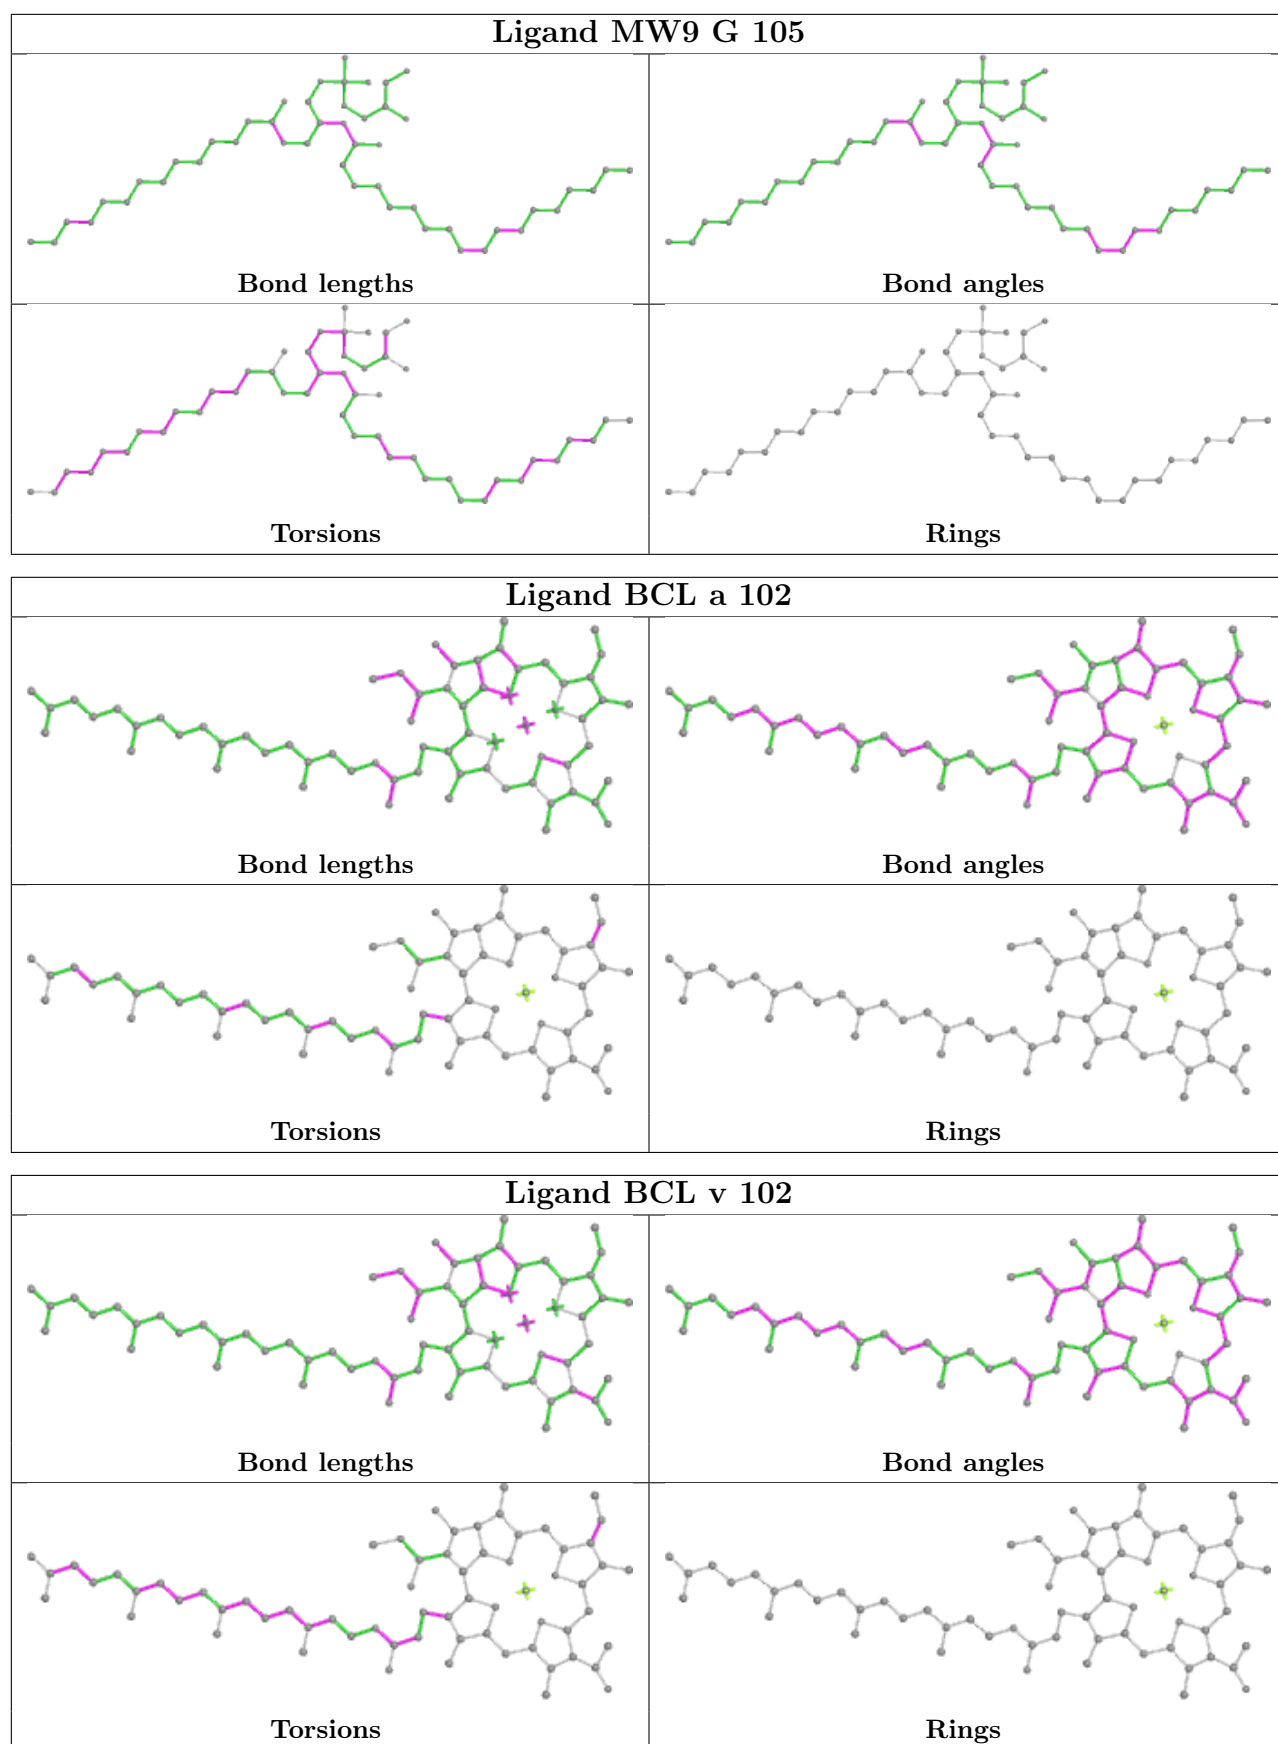 Ligand MW9 G 105
Bond lengths
Bond angles
Torsions
Rings
Ligand BCL a 102
Bond lengths
Bond angles
Torsions
Rings
Ligand BCL v 102
Bond lengths
Bond angles
Torsions
Rings